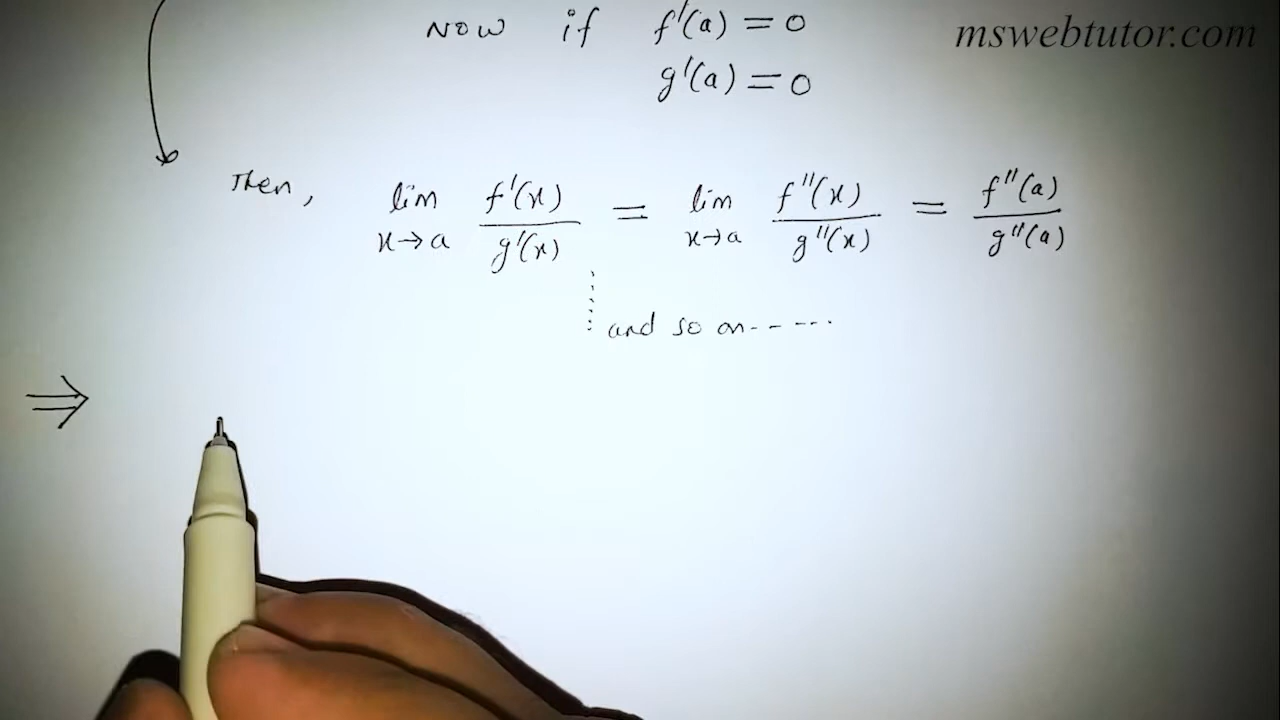 Now if f'(a) = 0
mswebtutor.com
g'(a) = 0
Then, lim x→a f'(x)/g'(x) = lim x→a f''(x)/g''(x) = f''(a)/g''(a)
and so on- - - - - -
⇒